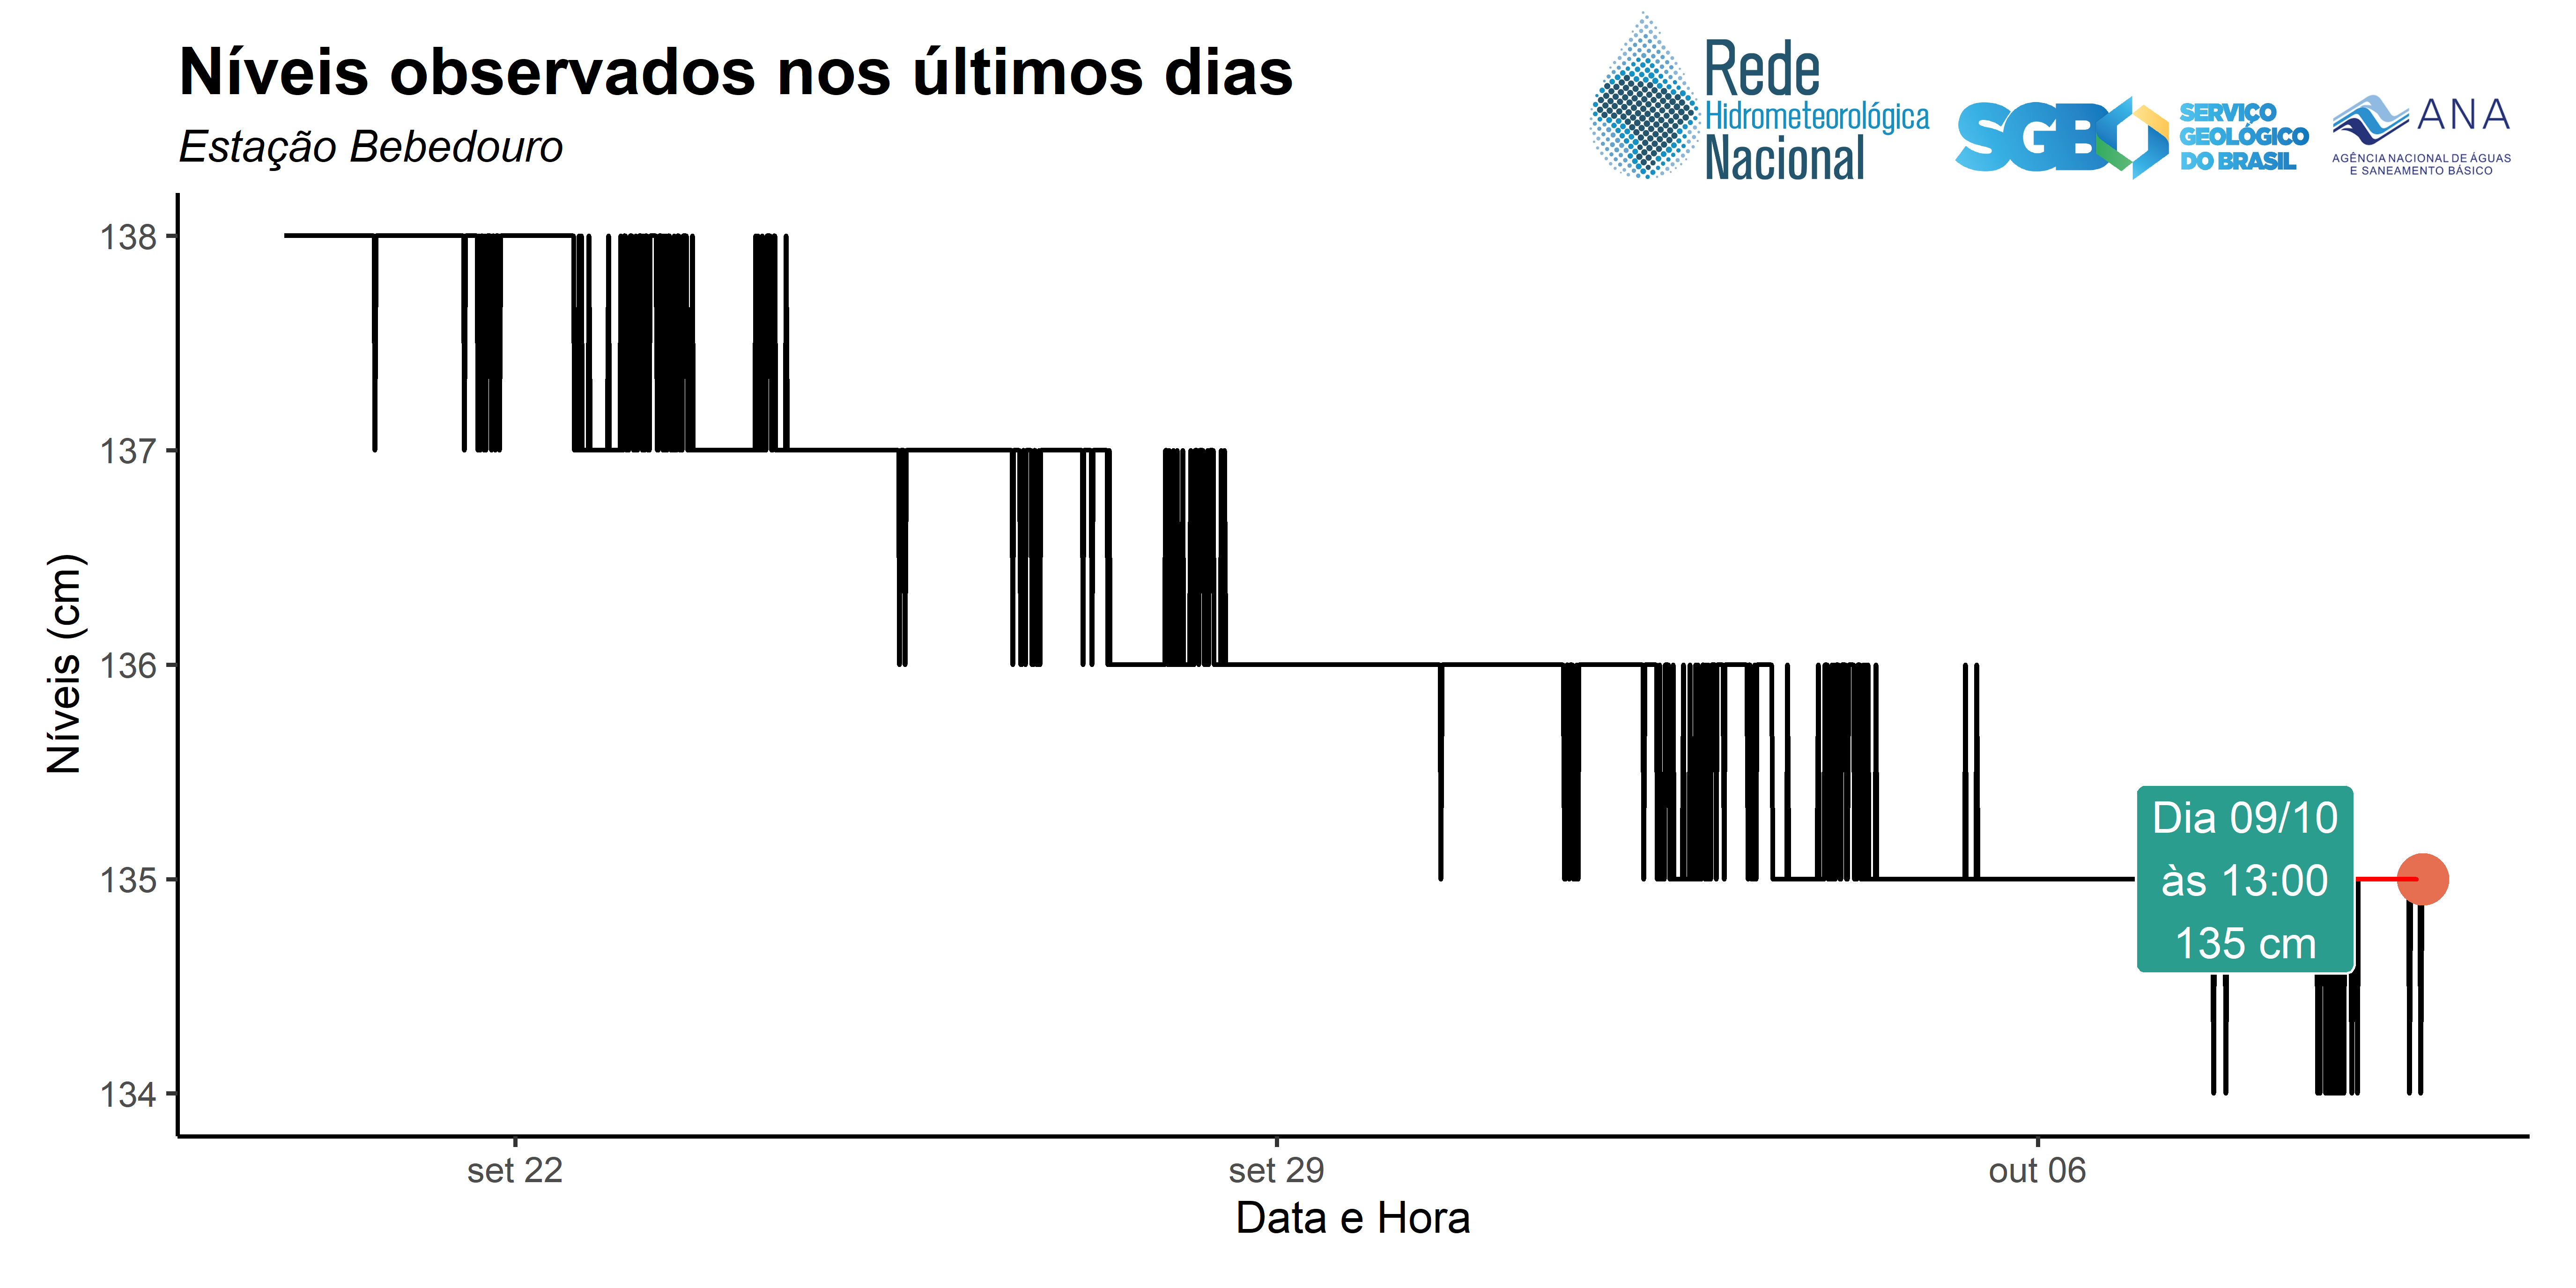 Níveis observados nos últimos dias
Estação Bebedouro
Rede
Hidrometeorológica
Nacional
SGB
SERVIÇO
GEOLÓGICO
DO BRASIL
ANA
AGÊNCIA NACIONAL DE ÁGUAS
E SANEAMENTO BÁSICO
Níveis (cm)
138
137
136
135
134
Dia 09/10
às 13:00
135 cm
set 22
set 29
out 06
Data e Hora